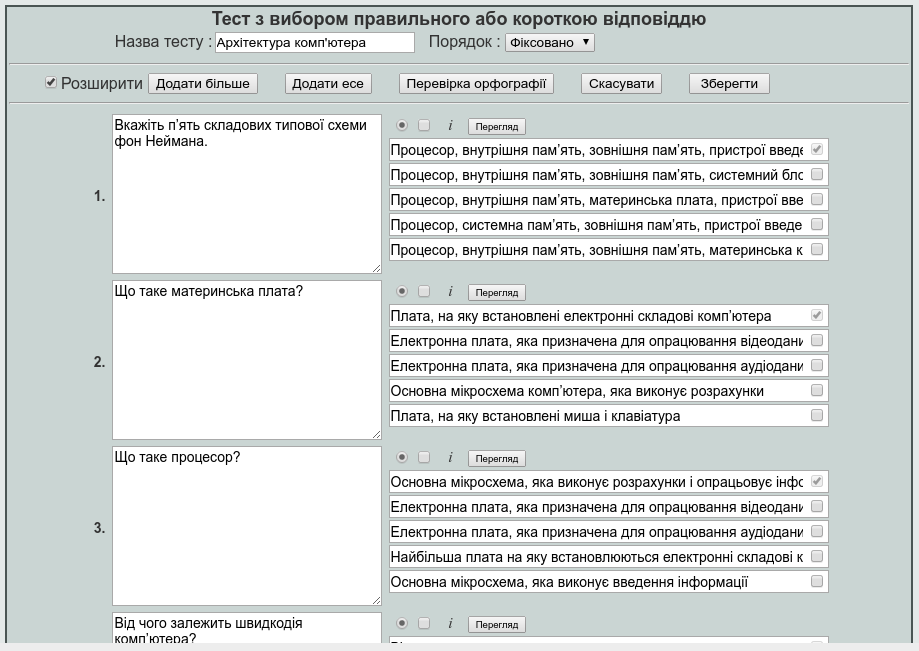 Тест з вибором правильного або короткою відповіддю
Назва тесту : Архітектура комп'ютера Порядок : Фіксовано
Розширити Додати більше Додати есе Перевірка орфографії Скасувати Зберегти
1.
Вкажіть п’ять складових типової схеми
фон Неймана.
i Перегляд
Процесор, внутрішня пам’ять, зовнішня пам’ять, пристрої введе
Процесор, внутрішня пам’ять, зовнішня пам’ять, системний бло
Процесор, внутрішня пам’ять, материнська плата, пристрої вве
Процесор, системна пам’ять, зовнішня пам’ять, пристрої введе
Процесор, внутрішня пам’ять, зовнішня пам’ять, материнська к
2.
Що таке материнська плата?
i Перегляд
Плата, на яку встановлені електронні складові комп’ютера
Електронна плата, яка призначена для опрацювання відеодани
Електронна плата, яка призначена для опрацювання аудіодани
Основна мікросхема комп’ютера, яка виконує розрахунки
Плата, на яку встановлені миша і клавіатура
3.
Що таке процесор?
i Перегляд
Основна мікросхема, яка виконує розрахунки і опрацьовує інфо
Електронна плата, яка призначена для опрацювання відеодани
Електронна плата, яка призначена для опрацювання аудіодани
Найбільша плата на яку встановлюються електронні складові к
Основна мікросхема, яка виконує введення інформації
Від чого залежить швидкодія
комп’ютера?
i Перегляд